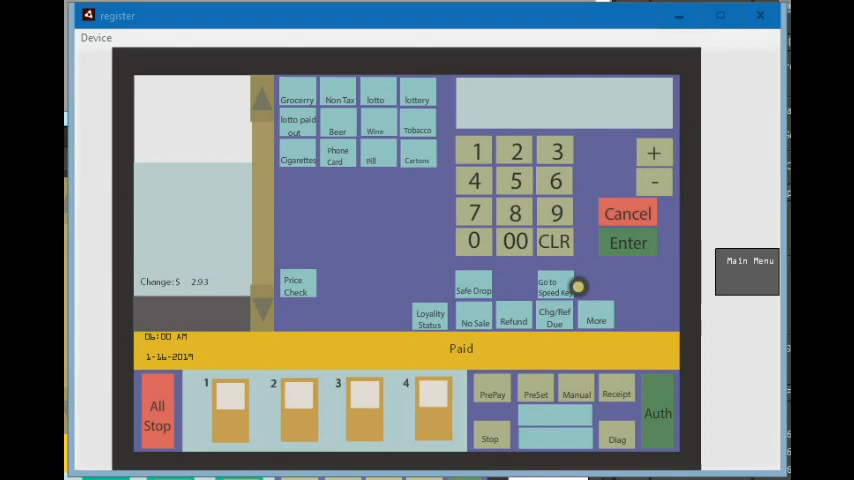 register
Device
Grocerry
Non Tax
lotto
lottery
lotto paid
out
Beer
Wine
Tobacco
Cigarettes
Phone
Card
Pill
Cartons
1 2 3
4 5 6
7 8 9
0 00 CLR
+
-
Cancel
Enter
Main Menu
Change:$ 2.93
Price
Check
Safe Drop
Go to
Speed Key
Loyality
Status
No Sale
Refund
Chg/Ref
Due
More
06:00 AM
1-16-2019
Paid
All
Stop
1
2
3
4
PrePay
PreSet
Manual
Receipt
Auth
Stop
Diag